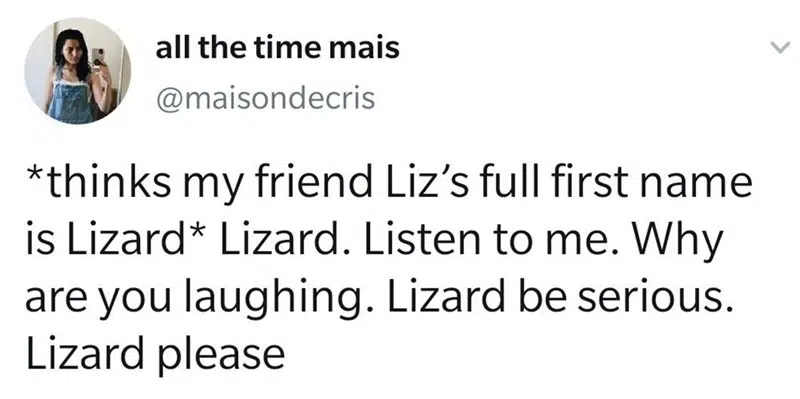 all the time mais
@maisondecris
*thinks my friend Liz’s full first name
is Lizard* Lizard. Listen to me. Why
are you laughing. Lizard be serious.
Lizard please